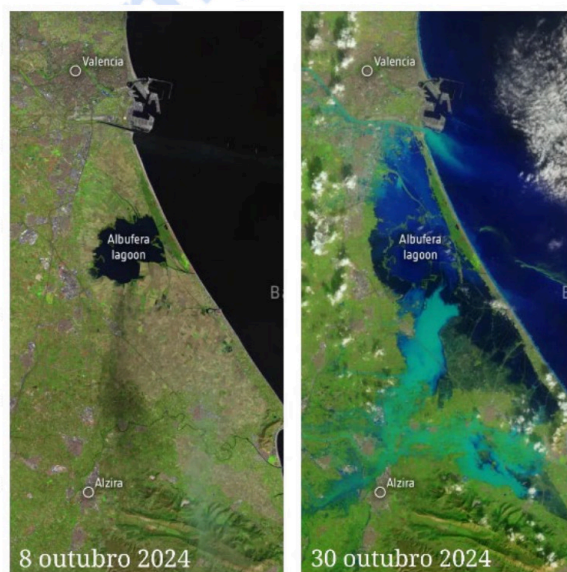 Valencia
Albufera
lagoon
Alzira
8 outubro 2024
Valencia
Albufera
lagoon
Alzira
30 outubro 2024